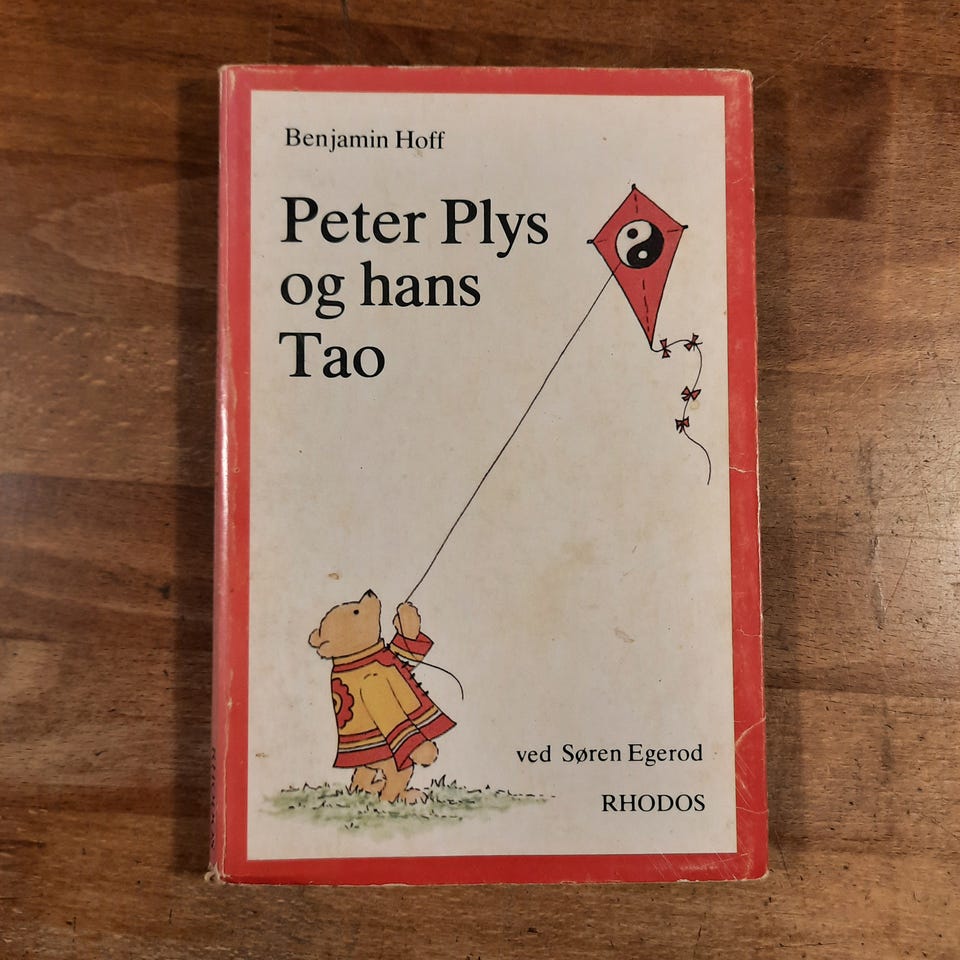 Benjamin Hoff
Peter Plys
og hans
Tao
ved Søren Egerod
RHODOS